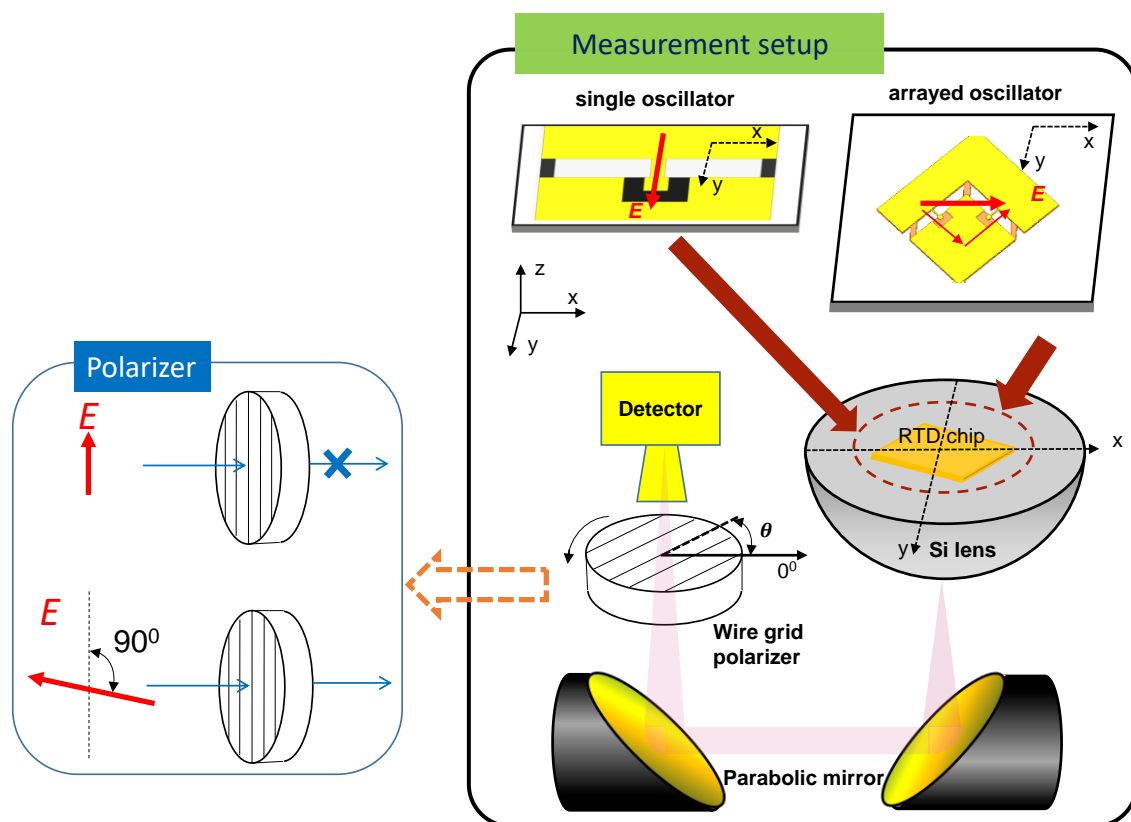 Measurement setup
single oscillator
x
y
E
arrayed oscillator
x
y
E
z
x
y
Polarizer
E
E
90⁰
Detector
θ
0⁰
Wire grid
polarizer
RTD chip
x
y
Si lens
Parabolic mirror